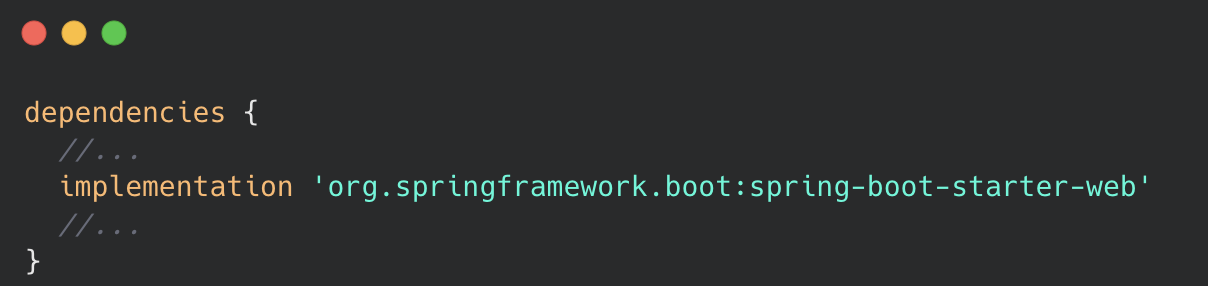 dependencies {
  //...
  implementation 'org.springframework.boot:spring-boot-starter-web'
  //...
}